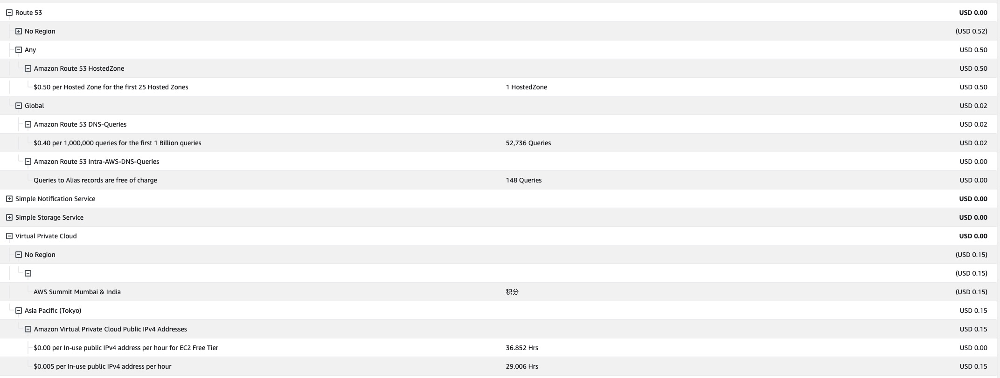 Route 53 USD 0.00
No Region (USD 0.52)
Any USD 0.50
Amazon Route 53 HostedZone USD 0.50
$0.50 per Hosted Zone for the first 25 Hosted Zones 1 HostedZone USD 0.50
Global USD 0.02
Amazon Route 53 DNS-Queries USD 0.02
$0.40 per 1,000,000 queries for the first 1 Billion queries 52,736 Queries USD 0.02
Amazon Route 53 Intra-AWS-DNS-Queries USD 0.00
Queries to Alias records are free of charge 148 Queries USD 0.00
Simple Notification Service USD 0.00
Simple Storage Service USD 0.00
Virtual Private Cloud USD 0.00
No Region (USD 0.15)
(USD 0.15)
AWS Summit Mumbai & India 积分 (USD 0.15)
Asia Pacific (Tokyo) USD 0.15
Amazon Virtual Private Cloud Public IPv4 Addresses USD 0.15
$0.00 per In-use public IPv4 address per hour for EC2 Free Tier 36.852 Hrs USD 0.00
$0.005 per In-use public IPv4 address per hour 29.006 Hrs USD 0.15